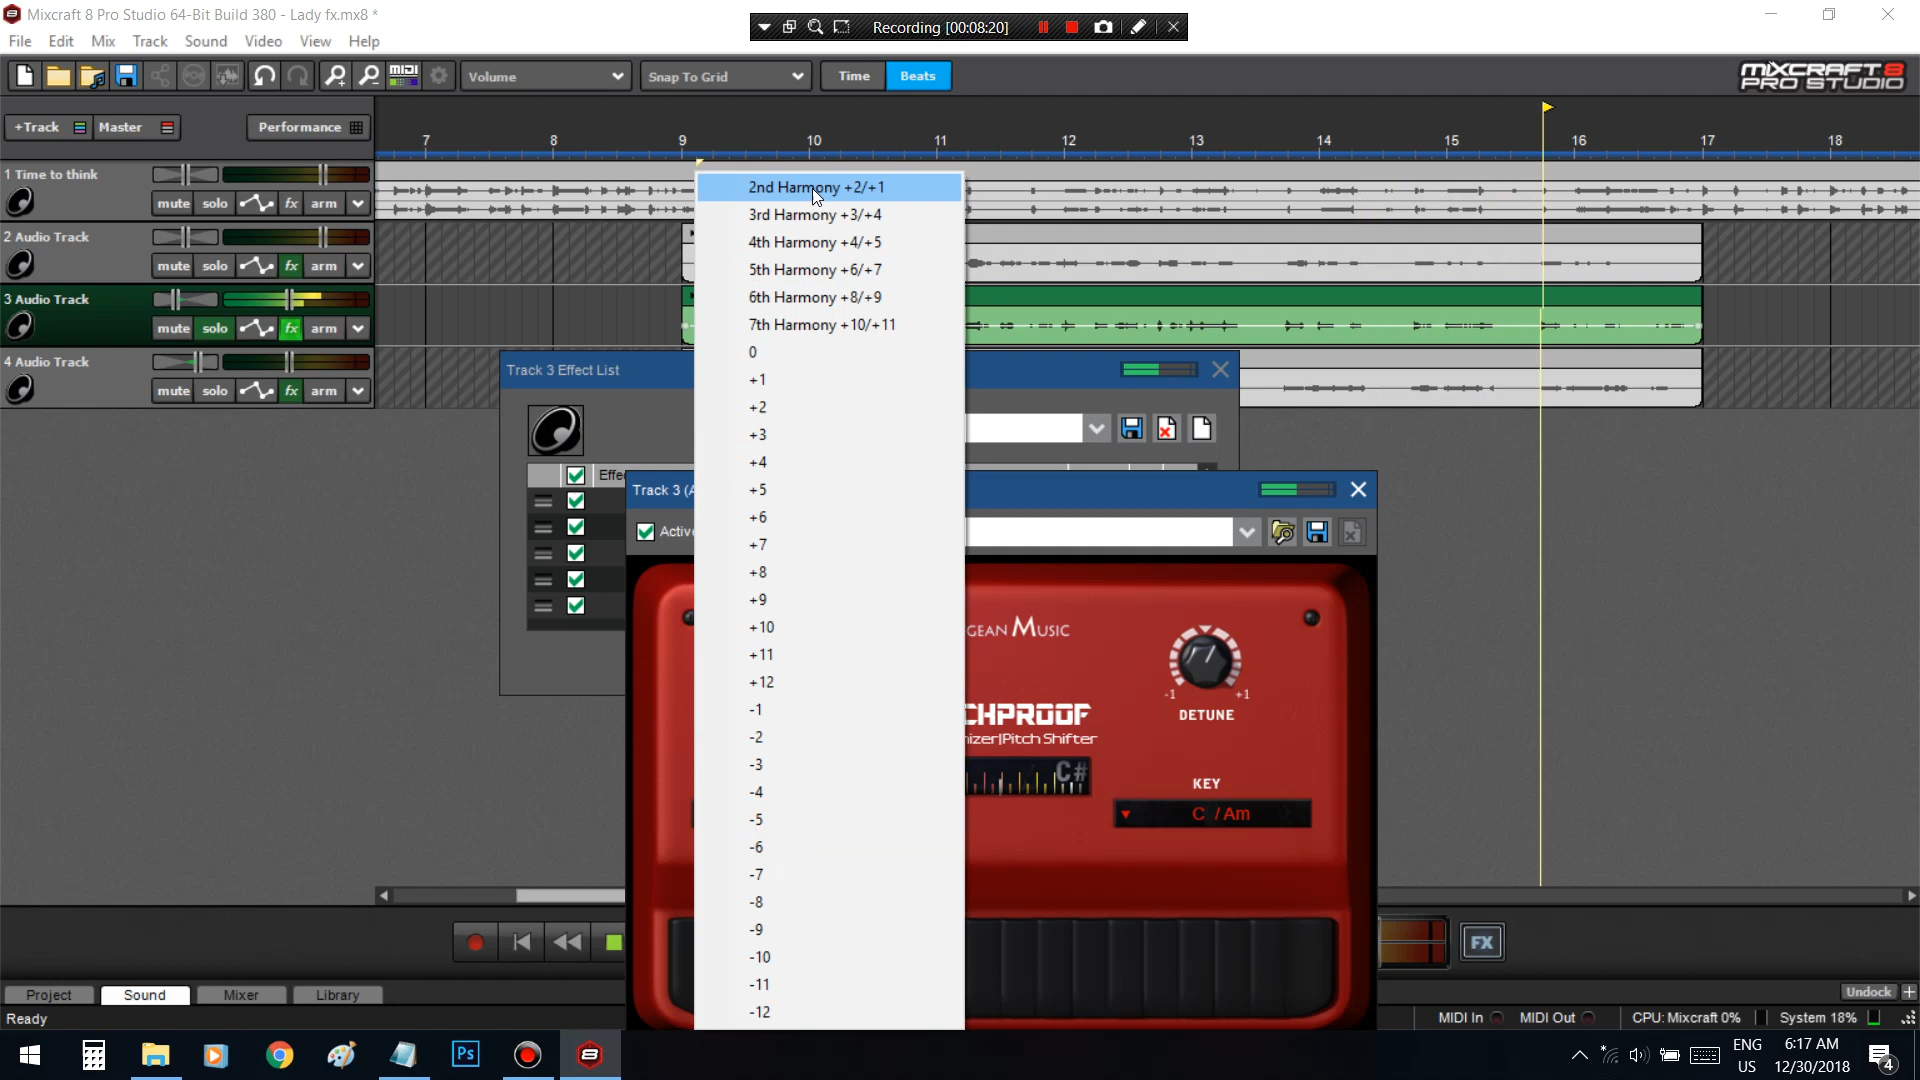 Mixcraft 8 Pro Studio 64-Bit Build 380 - Lady fx.mx8 *
Recording [00:08:20]
File Edit Mix Track Sound Video View Help
MIDI
Volume
Snap To Grid
Time
Beats
MIXCRAFT 8
PRO STUDIO
+Track
Master
Performance
7 8 9 10 11 12 13 14 15 16 17 18
1 Time to think
mute solo fx arm
2 Audio Track
mute solo fx arm
3 Audio Track
mute solo fx arm
4 Audio Track
mute solo fx arm
2nd Harmony +2/+1
3rd Harmony +3/+4
4th Harmony +4/+5
5th Harmony +6/+7
6th Harmony +8/+9
7th Harmony +10/+11
0
+1
+2
+3
+4
+5
+6
+7
+8
+9
+10
+11
+12
-1
-2
-3
-4
-5
-6
-7
-8
-9
-10
-11
-12
Track 3 Effect List
Effe
Track 3 (A
Active
GEAN MUSIC
-1 +1
DETUNE
CHPROOF
nizer|Pitch Shifter
C#
KEY
C / Am
FX
Project
Sound
Mixer
Library
Undock +
Ready
MIDI In
MIDI Out
CPU: Mixcraft 0%
System 18%
Ps
8
ENG
US
6:17 AM
12/30/2018
4